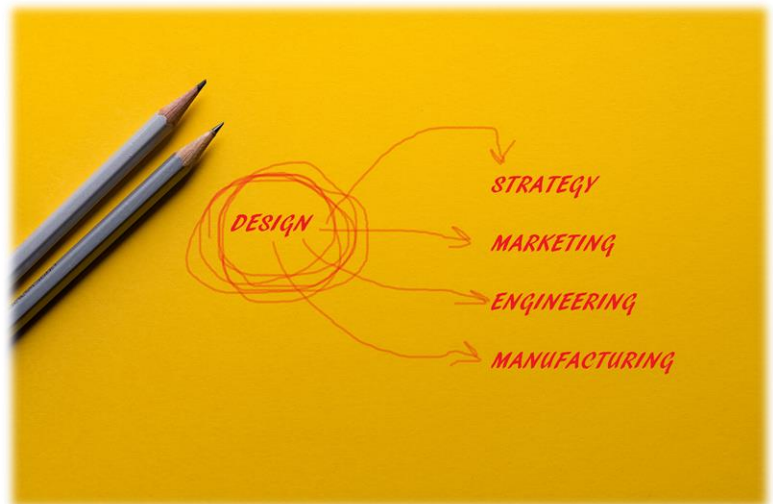 DESIGN
STRATEGY
MARKETING
ENGINEERING
MANUFACTURING